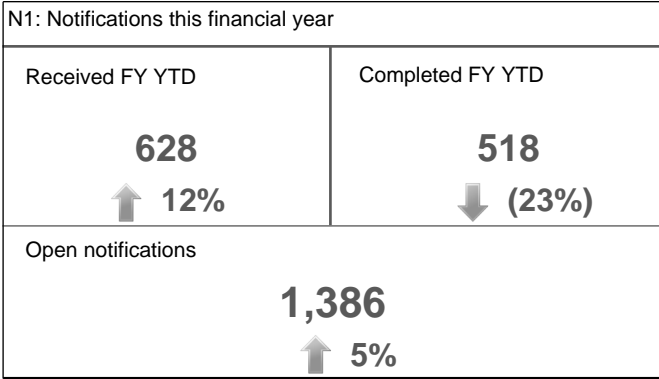 N1: Notifications this financial year
Received FY YTD
628
12%
Completed FY YTD
518
(23%)
Open notifications
1,386
5%